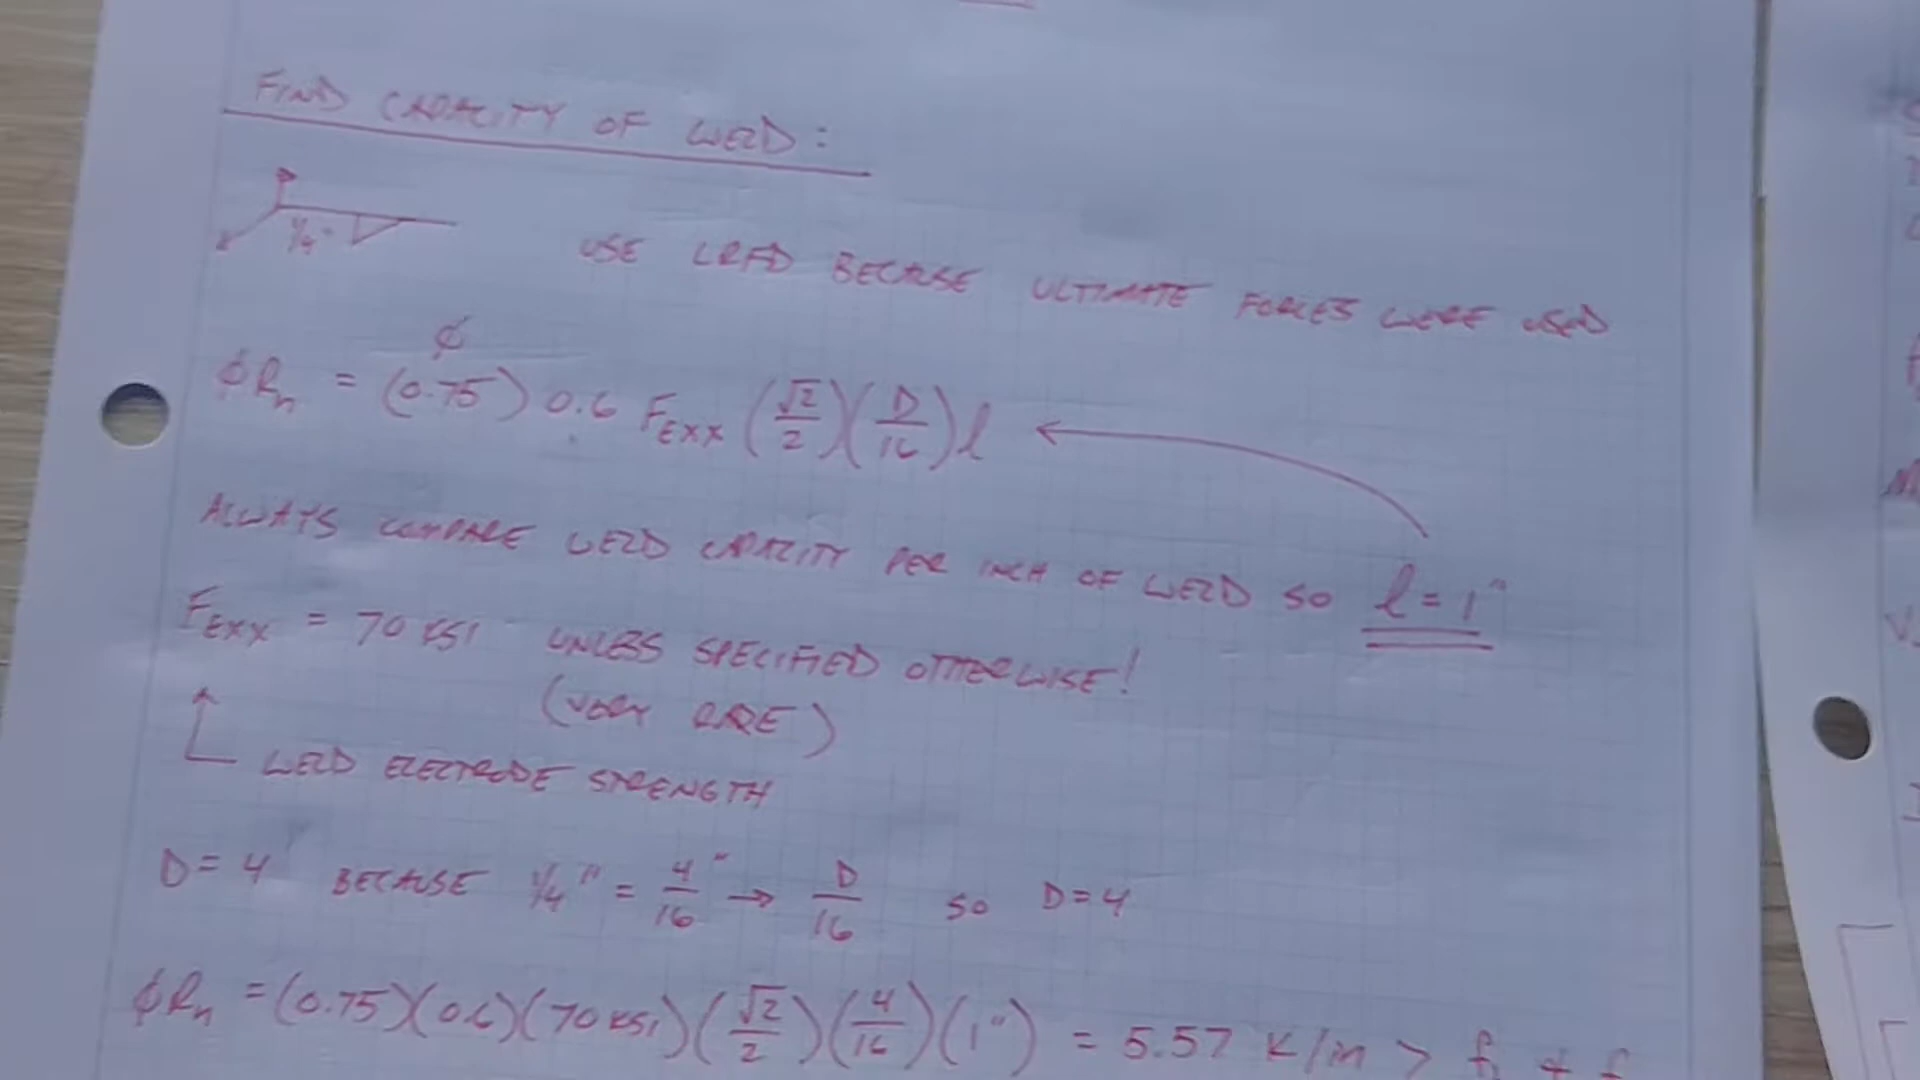 FIND CAPACITY OF WELD:
1/4"
USE LRFD BECAUSE ULTIMATE FORCES WERE USED
ϕ
ϕRn = (0.75) 0.6 FEXX (√2/2)(D/16)l
ALWAYS COMPARE WELD CAPACITY PER INCH OF WELD SO l = 1"
FEXX = 70 KSI UNLESS SPECIFIED OTHERWISE!
(VERY RARE)
WELD ELECTRODE STRENGTH
D = 4 BECAUSE 1/4" = 4/16" → D/16 SO D = 4
ϕRn = (0.75)(0.6)(70 KSI)(√2/2)(4/16)(1") = 5.57 K/in >